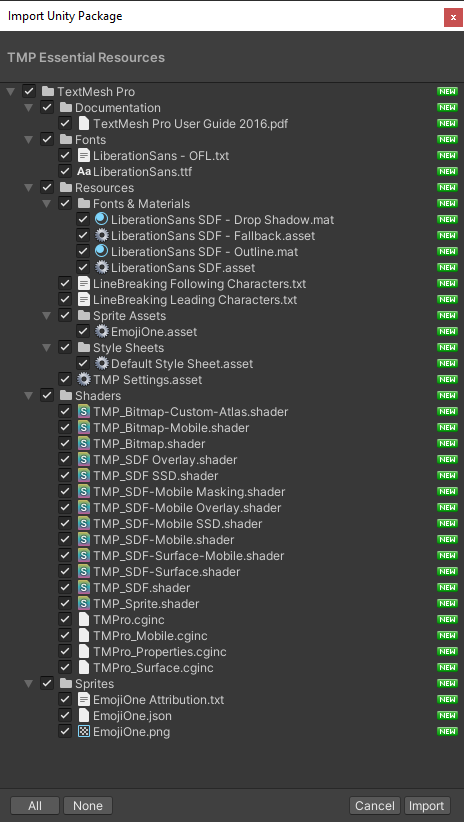 Import Unity Package
x
TMP Essential Resources
TextMesh Pro NEW
Documentation NEW
TextMesh Pro User Guide 2016.pdf NEW
Fonts NEW
LiberationSans - OFL.txt NEW
Aa LiberationSans.ttf NEW
Resources NEW
Fonts & Materials NEW
LiberationSans SDF - Drop Shadow.mat NEW
LiberationSans SDF - Fallback.asset NEW
LiberationSans SDF - Outline.mat NEW
LiberationSans SDF.asset NEW
LineBreaking Following Characters.txt NEW
LineBreaking Leading Characters.txt NEW
Sprite Assets NEW
EmojiOne.asset NEW
Style Sheets NEW
Default Style Sheet.asset NEW
TMP Settings.asset NEW
Shaders NEW
S TMP_Bitmap-Custom-Atlas.shader NEW
S TMP_Bitmap-Mobile.shader NEW
S TMP_Bitmap.shader NEW
S TMP_SDF Overlay.shader NEW
S TMP_SDF SSD.shader NEW
S TMP_SDF-Mobile Masking.shader NEW
S TMP_SDF-Mobile Overlay.shader NEW
S TMP_SDF-Mobile SSD.shader NEW
S TMP_SDF-Mobile.shader NEW
S TMP_SDF-Surface-Mobile.shader NEW
S TMP_SDF-Surface.shader NEW
S TMP_SDF.shader NEW
S TMP_Sprite.shader NEW
TMPro.cginc NEW
TMPro_Mobile.cginc NEW
TMPro_Properties.cginc NEW
TMPro_Surface.cginc NEW
Sprites NEW
EmojiOne Attribution.txt NEW
EmojiOne.json NEW
EmojiOne.png NEW
All None Cancel Import